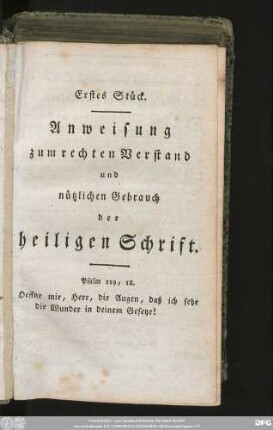 Erstes Stück.
Anweisung
zum rechten Verstand
und
nützlichen Gebrauch
der
heiligen Schrift.
Psalm 119, 18.
Oeffne mir, Herr, die Augen, daß ich sehe
die Wunder in deinem Gesetze!
DFG